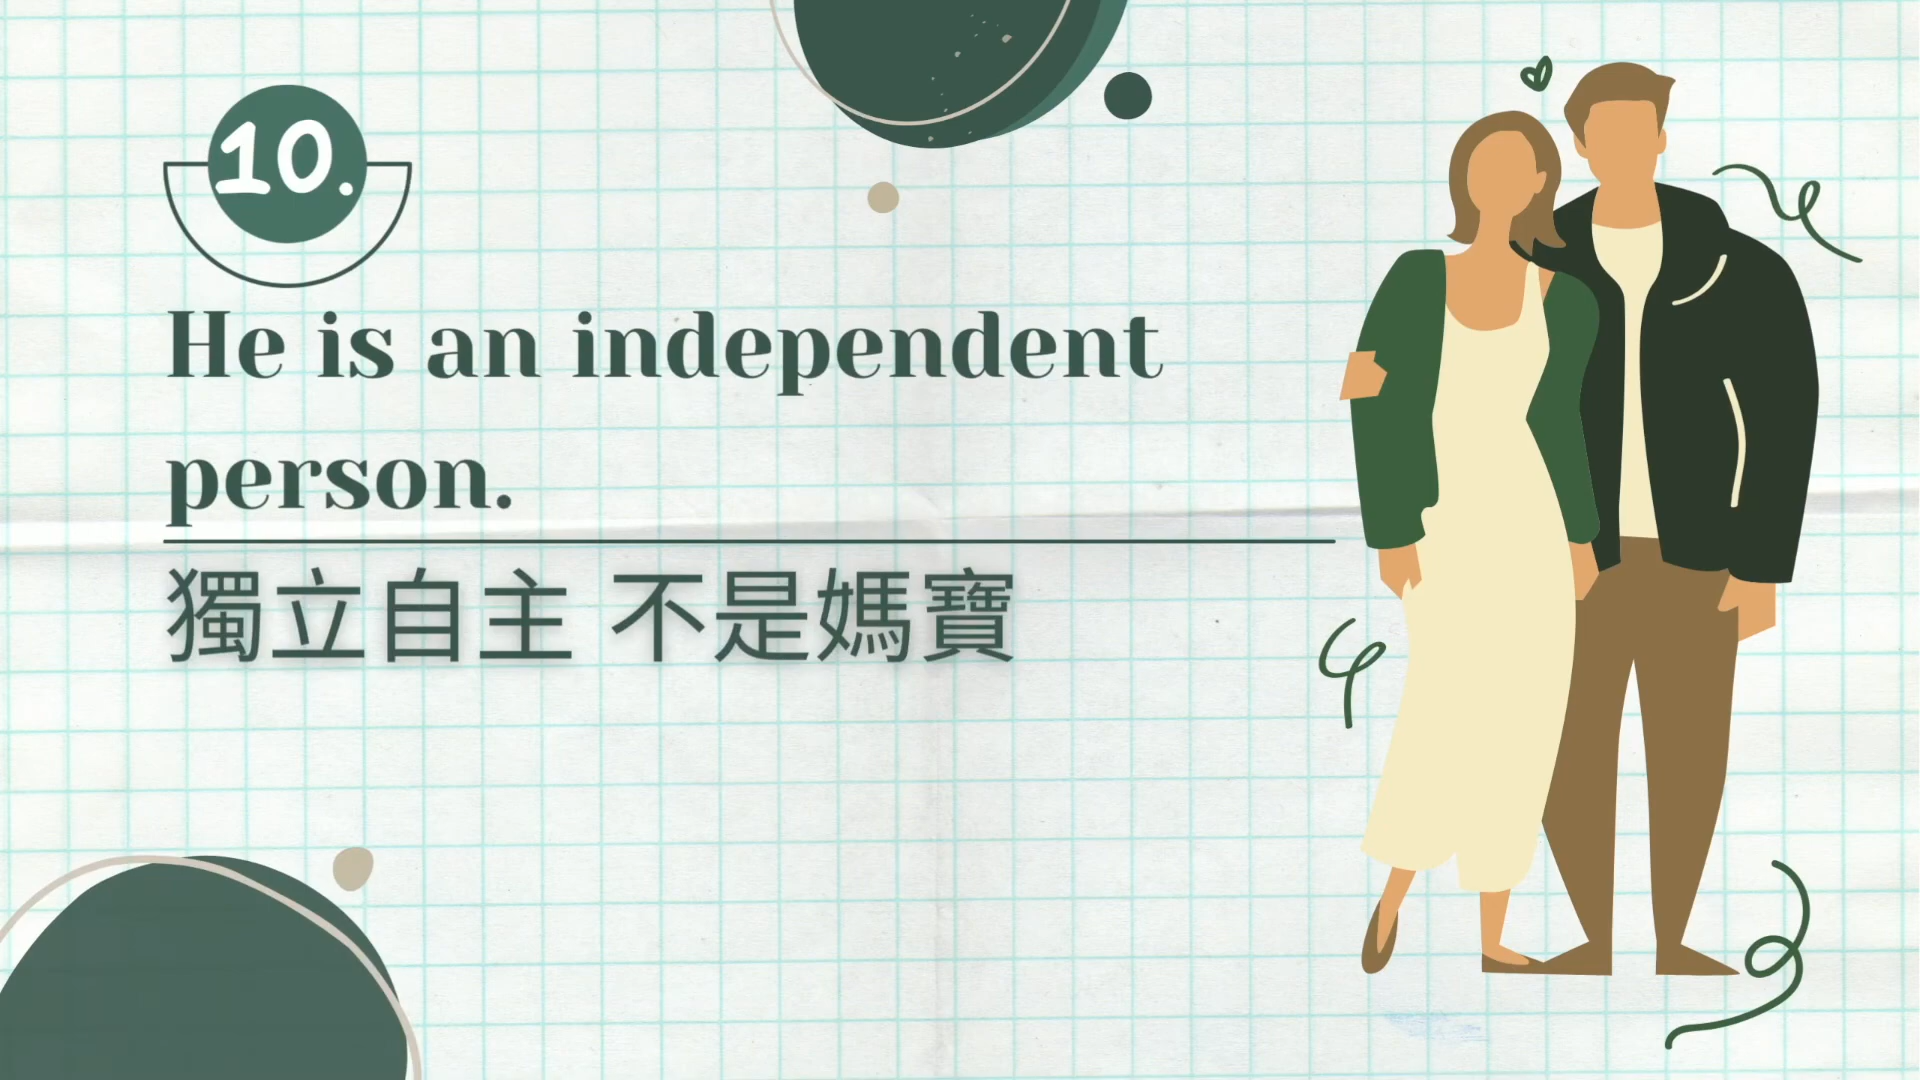 10.
He is an independent
person.
獨立自主 不是媽寶